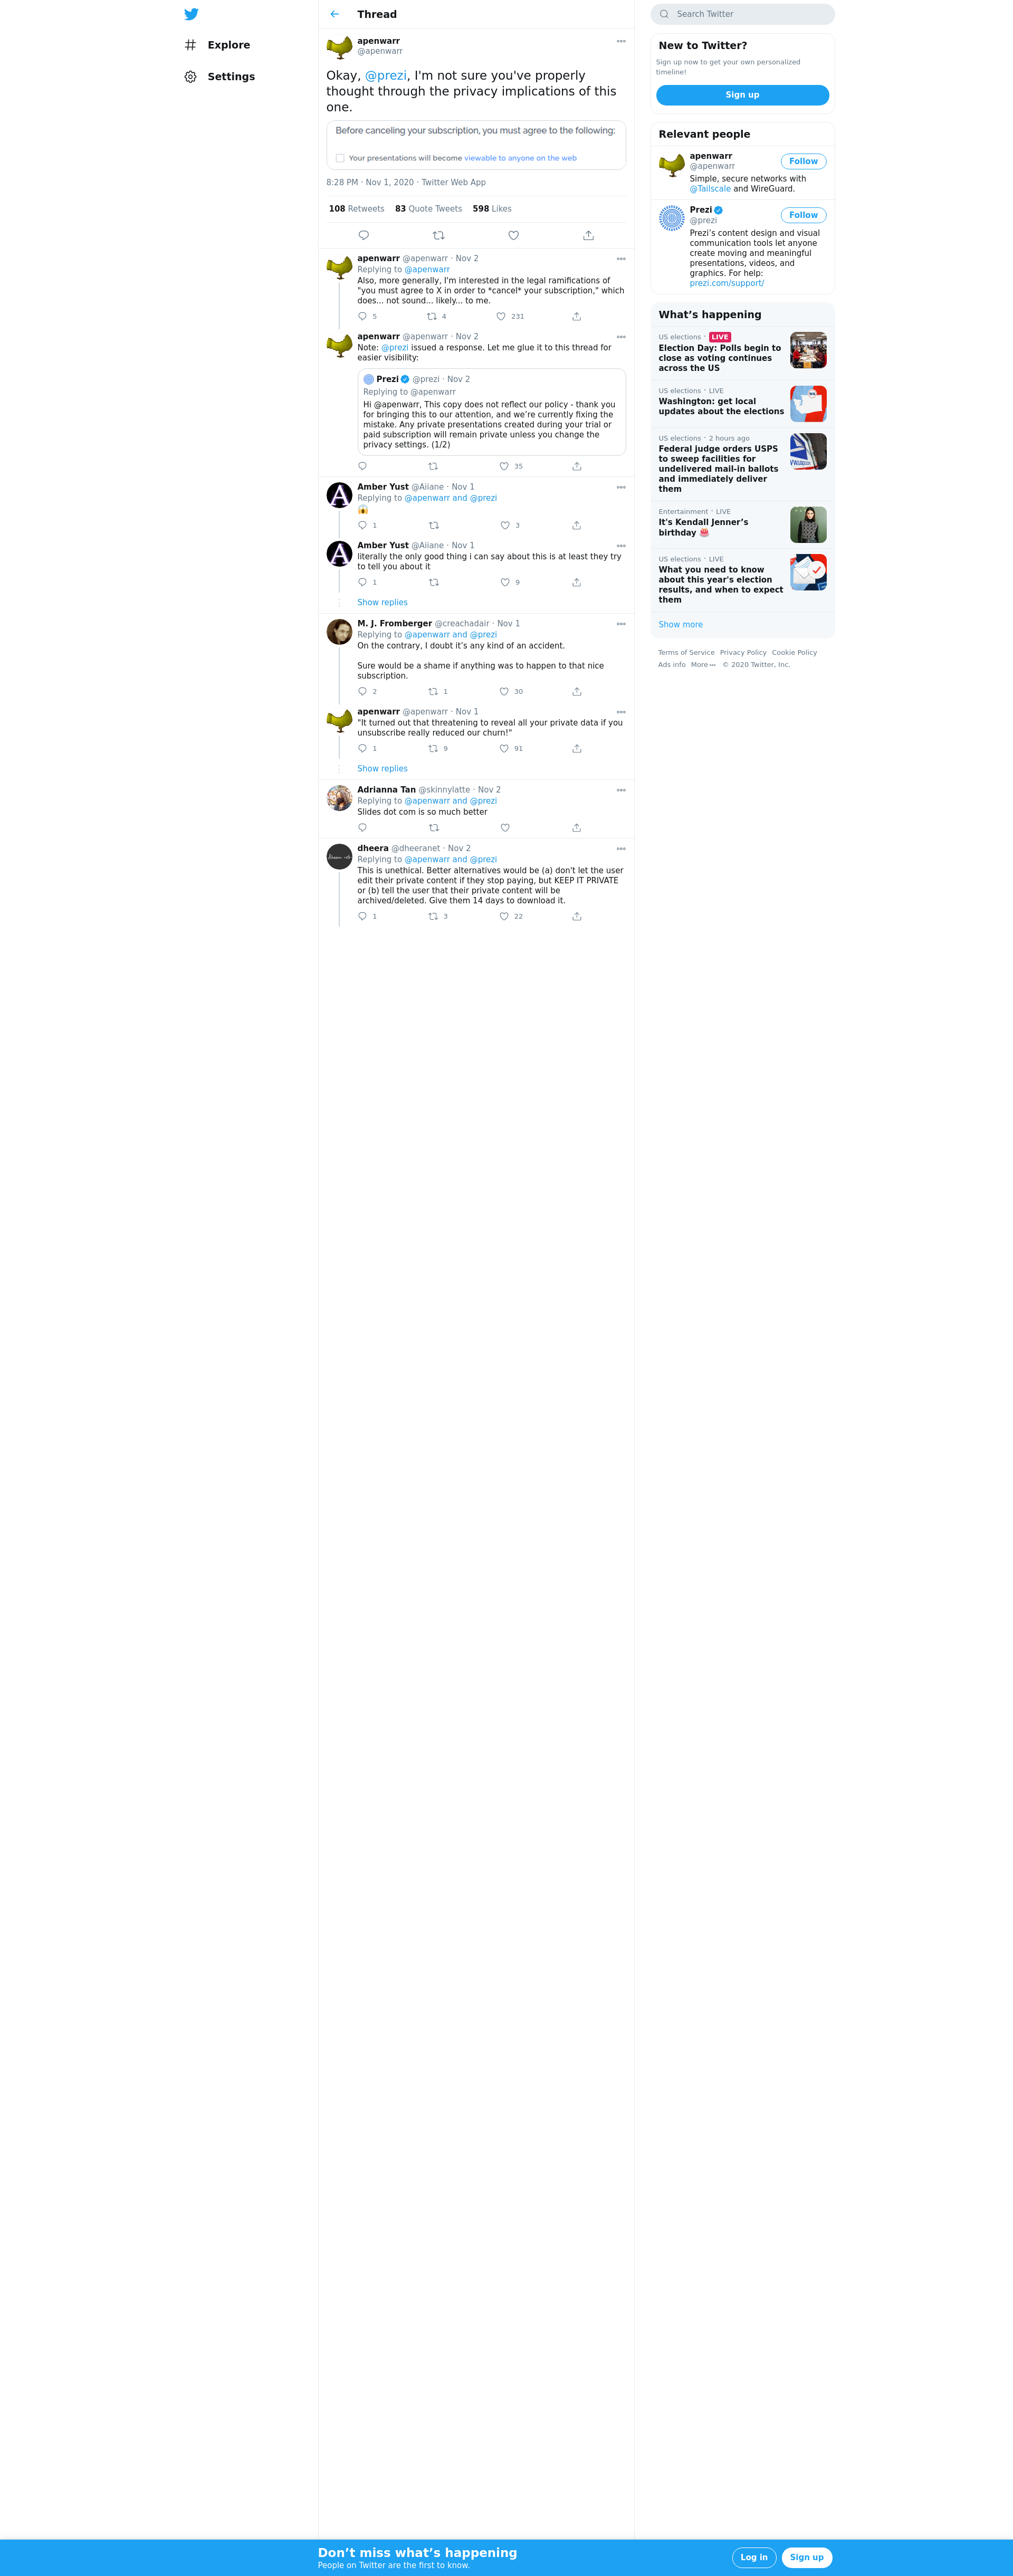 Explore
Settings
Thread
apenwarr
@apenwarr
Okay, @prezi, I'm not sure you've properly
thought through the privacy implications of this
one.
Before canceling your subscription, you must agree to the following:
Your presentations will become viewable to anyone on the web
8:28 PM · Nov 1, 2020 · Twitter Web App
108 Retweets 83 Quote Tweets 598 Likes
apenwarr @apenwarr · Nov 2
Replying to @apenwarr
Also, more generally, I'm interested in the legal ramifications of
"you must agree to X in order to *cancel* your subscription," which
does... not sound... likely... to me.
5 4 231
apenwarr @apenwarr · Nov 2
Note: @prezi issued a response. Let me glue it to this thread for
easier visibility:
Prezi @prezi · Nov 2
Replying to @apenwarr
Hi @apenwarr, This copy does not reflect our policy - thank you
for bringing this to our attention, and we’re currently fixing the
mistake. Any private presentations created during your trial or
paid subscription will remain private unless you change the
privacy settings. (1/2)
35
Amber Yust @Aiiane · Nov 1
Replying to @apenwarr and @prezi
😱
1 3
Amber Yust @Aiiane · Nov 1
literally the only good thing i can say about this is at least they try
to tell you about it
1 9
Show replies
M. J. Fromberger @creachadair · Nov 1
Replying to @apenwarr and @prezi
On the contrary, I doubt it’s any kind of an accident.
Sure would be a shame if anything was to happen to that nice
subscription.
2 1 30
apenwarr @apenwarr · Nov 1
"It turned out that threatening to reveal all your private data if you
unsubscribe really reduced our churn!"
1 9 91
Show replies
Adrianna Tan @skinnylatte · Nov 2
Replying to @apenwarr and @prezi
Slides dot com is so much better
dheera @dheeranet · Nov 2
Replying to @apenwarr and @prezi
This is unethical. Better alternatives would be (a) don't let the user
edit their private content if they stop paying, but KEEP IT PRIVATE
or (b) tell the user that their private content will be
archived/deleted. Give them 14 days to download it.
1 3 22
Search Twitter
New to Twitter?
Sign up now to get your own personalized
timeline!
Sign up
Relevant people
apenwarr
@apenwarr
Follow
Simple, secure networks with
@Tailscale and WireGuard.
Prezi
@prezi
Follow
Prezi’s content design and visual
communication tools let anyone
create moving and meaningful
presentations, videos, and
graphics. For help:
prezi.com/support/
What’s happening
US elections · LIVE
Election Day: Polls begin to
close as voting continues
across the US
US elections · LIVE
Washington: get local
updates about the elections
US elections · 2 hours ago
Federal judge orders USPS
to sweep facilities for
undelivered mail-in ballots
and immediately deliver
them
Entertainment · LIVE
It's Kendall Jenner’s
birthday 🎂
US elections · LIVE
What you need to know
about this year's election
results, and when to expect
them
Show more
Terms of Service Privacy Policy Cookie Policy
Ads info More © 2020 Twitter, Inc.
Don’t miss what’s happening
People on Twitter are the first to know.
Log in
Sign up